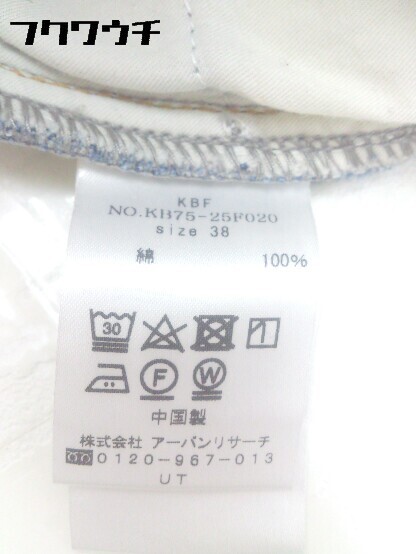 フクワウチ
KBF
NO.KB75-25F020
size 38
綿 100%
30
F W
中国製
株式会社 アーバンリサーチ
0120-967-013
UT